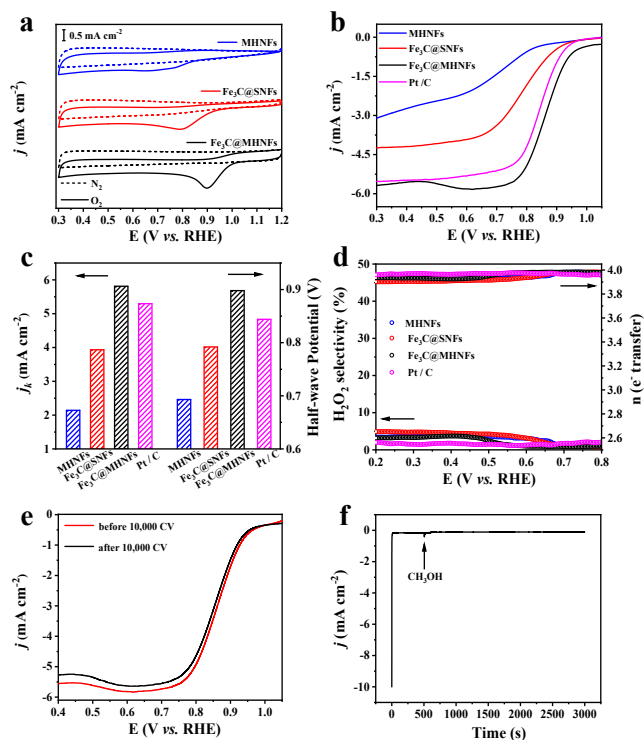 a
0.5 mA cm⁻²
MHNFs
Fe₃C@SNFs
Fe₃C@MHNFs
N₂
O₂
j (mA cm⁻²)
0.3 0.4 0.5 0.6 0.7 0.8 0.9 1.0 1.1 1.2
E (V vs. RHE)
b
MHNFs
Fe₃C@SNFs
Fe₃C@MHNFs
Pt /C
0.0
-1.5
-3.0
-4.5
-6.0
j (mA cm⁻²)
0.3 0.4 0.5 0.6 0.7 0.8 0.9 1.0
E (V vs. RHE)
c
6
5
4
3
2
1
jₖ (mA cm⁻²)
0.9
0.8
0.7
0.6
Half-wave Potential (V)
MHNFs
Fe₃C@SNFs
Fe₃C@MHNFs
Pt / C
MHNFs
Fe₃C@SNFs
Fe₃C@MHNFs
Pt / C
d
50
40
30
20
10
0
H₂O₂ selectivity (%)
MHNFs
Fe₃C@SNFs
Fe₃C@MHNFs
Pt / C
4.0
3.8
3.6
3.4
3.2
3.0
2.8
2.6
n (e⁻ transfer)
0.2 0.3 0.4 0.5 0.6 0.7 0.8
E (V vs. RHE)
e
before 10,000 CV
after 10,000 CV
0
-1
-2
-3
-4
-5
-6
j (mA cm⁻²)
0.4 0.5 0.6 0.7 0.8 0.9 1.0
E (V vs. RHE)
f
0
-2
-4
-6
-8
-10
j (mA cm⁻²)
CH₃OH
0 500 1000 1500 2000 2500 3000
Time (s)